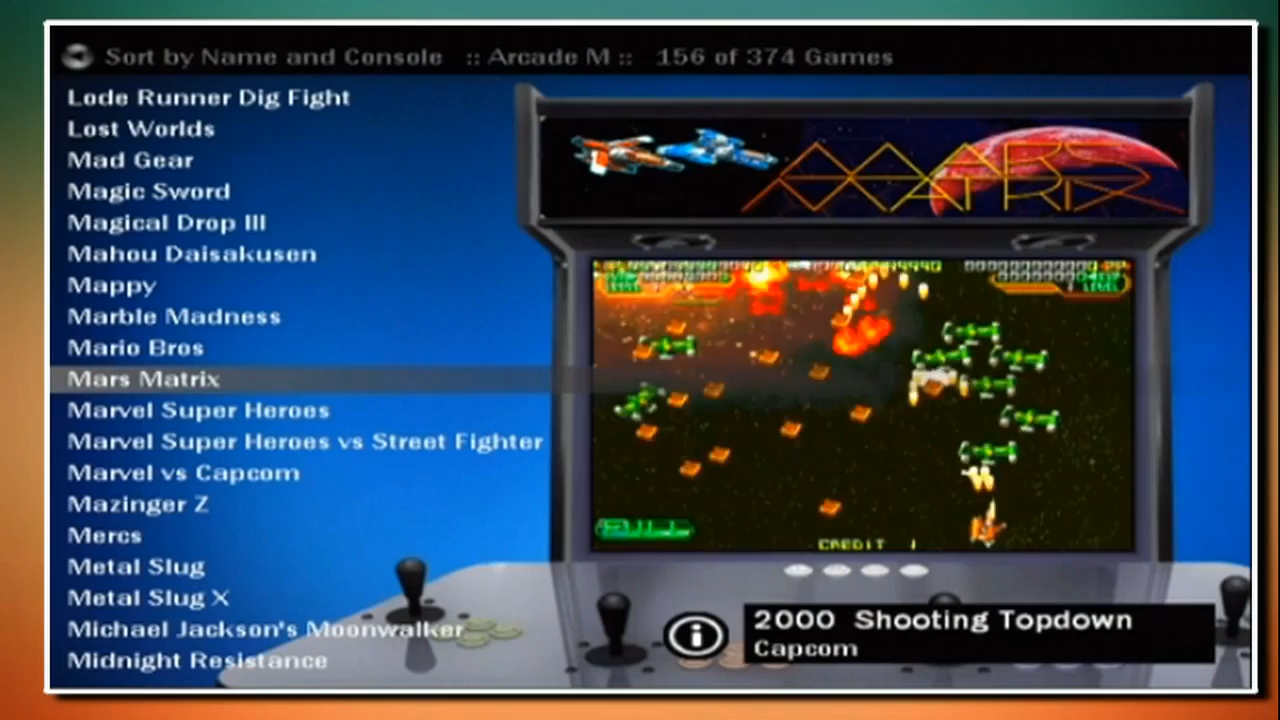 Sort by Name and Console :: Arcade M :: 156 of 374 Games
Lode Runner Dig Fight
Lost Worlds
Mad Gear
Magic Sword
Magical Drop III
Mahou Daisakusen
Mappy
Marble Madness
Mario Bros
Mars Matrix
Marvel Super Heroes
Marvel Super Heroes vs Street Fighter
Marvel vs Capcom
Mazinger Z
Mercs
Metal Slug
Metal Slug X
Michael Jackson's Moonwalker
Midnight Resistance
MARS
MATRIX
LEVEL
FULL
CREDIT 1
2000 Shooting Topdown
Capcom